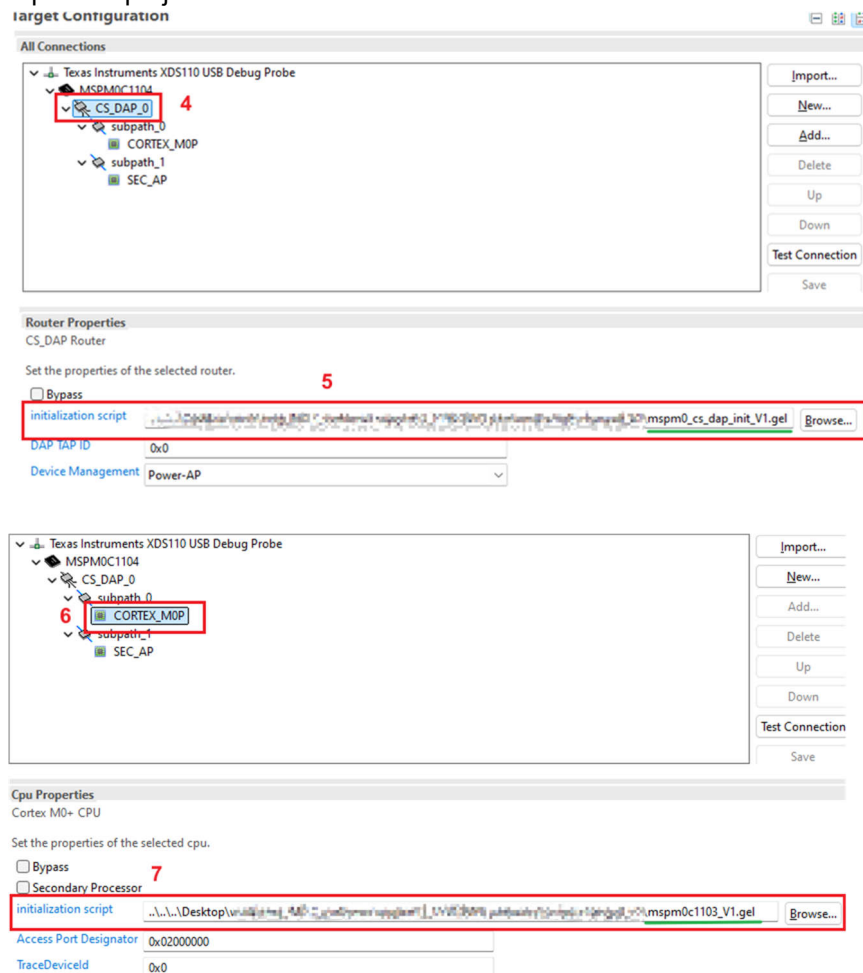 Target Configuration
All Connections
Texas Instruments XDS110 USB Debug Probe
MSPM0C1104
CS_DAP_0
4
subpath_0
CORTEX_M0P
subpath_1
SEC_AP
Import...
New...
Add...
Delete
Up
Down
Test Connection
Save
Router Properties
CS_DAP Router
Set the properties of the selected router.
5
Bypass
initialization script
\mspm0_cs_dap_init_V1.gel
Browse...
DAP TAP ID
0x0
Device Management
Power-AP
Texas Instruments XDS110 USB Debug Probe
MSPM0C1104
CS_DAP_0
subpath_0
6
CORTEX_M0P
subpath_1
SEC_AP
Import...
New...
Add...
Delete
Up
Down
Test Connection
Save
Cpu Properties
Cortex M0+ CPU
Set the properties of the selected cpu.
Bypass
7
Secondary Processor
initialization script
..\..\..\Desktop\ \mspm0c1103_V1.gel
Browse...
Access Port Designator
0x02000000
TraceDeviceId
0x0